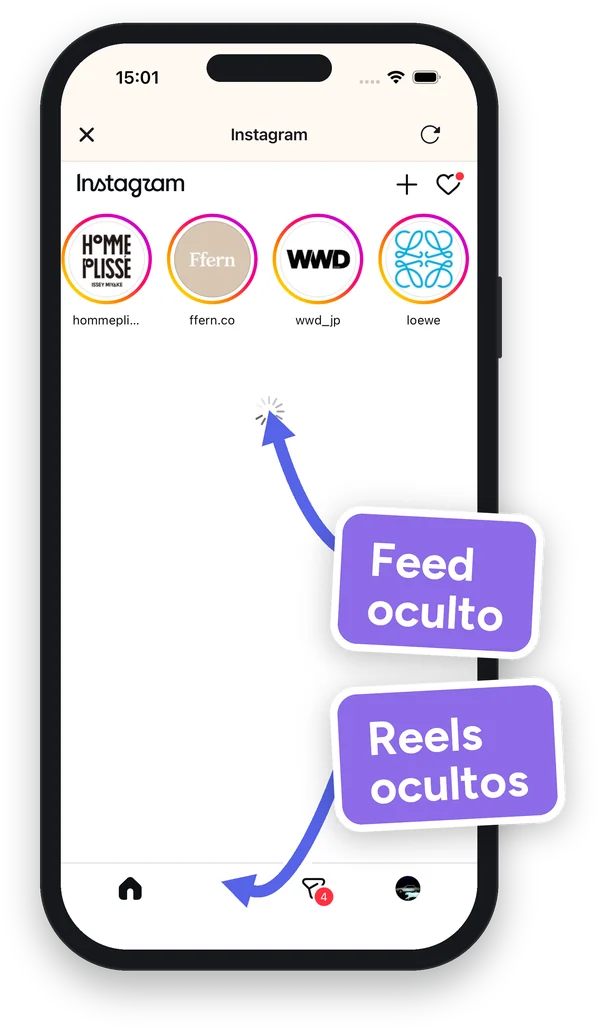 15:01
Instagram
Instagram
HOMME
PLISSÉ
ISSEY MIYAKE
Ffern
WWD
hommepli...
ffern.co
wwd_jp
loewe
Feed
oculto
Reels
ocultos
4